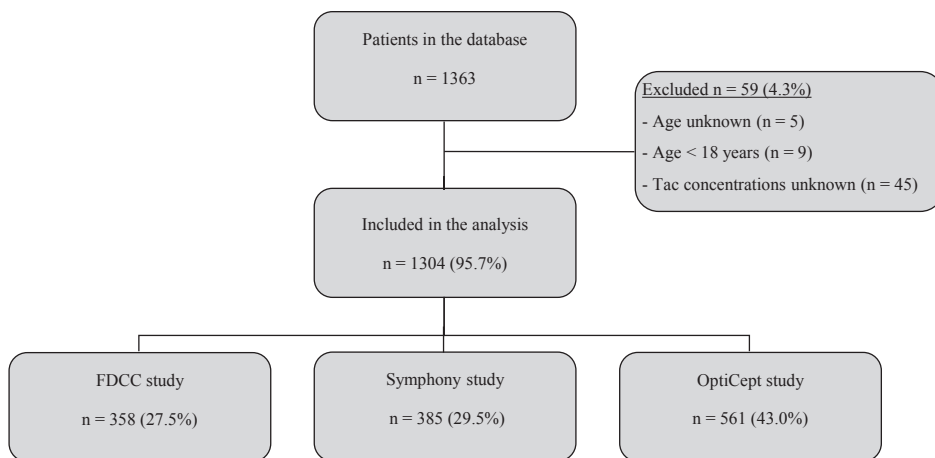 Patients in the database
n = 1363
Excluded n = 59 (4.3%)
- Age unknown (n = 5)
- Age < 18 years (n = 9)
- Tac concentrations unknown (n = 45)
Included in the analysis
n = 1304 (95.7%)
FDCC study
n = 358 (27.5%)
Symphony study
n = 385 (29.5%)
OptiCept study
n = 561 (43.0%)